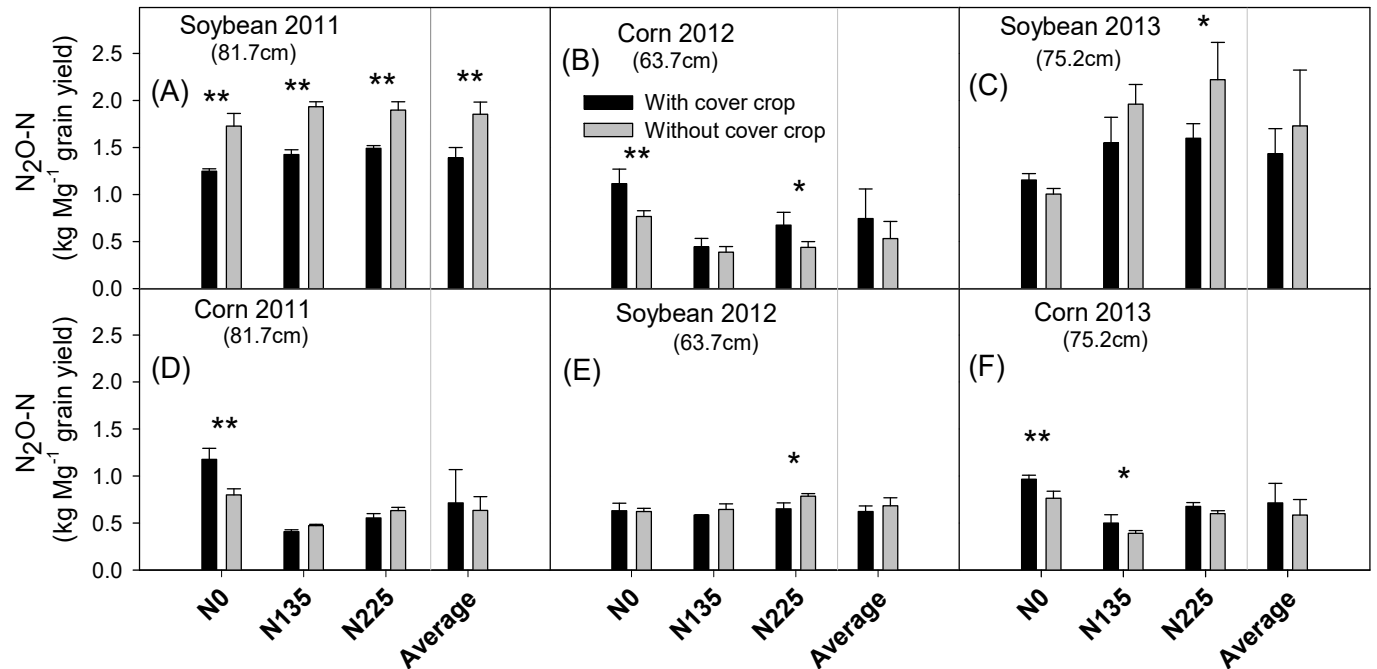 Soybean 2011
(81.7cm)
(A)
**
**
**
**
Corn 2012
(63.7cm)
(B)
With cover crop
Without cover crop
**
*
Soybean 2013
(75.2cm)
(C)
*
N2O-N
(kg Mg-1 grain yield)
2.5
2.0
1.5
1.0
0.5
0.0
Corn 2011
(81.7cm)
(D)
**
Soybean 2012
(63.7cm)
(E)
*
Corn 2013
(75.2cm)
(F)
**
*
N2O-N
(kg Mg-1 grain yield)
2.5
2.0
1.5
1.0
0.5
0.0
N0
N135
N225
Average
N0
N135
N225
Average
N0
N135
N225
Average